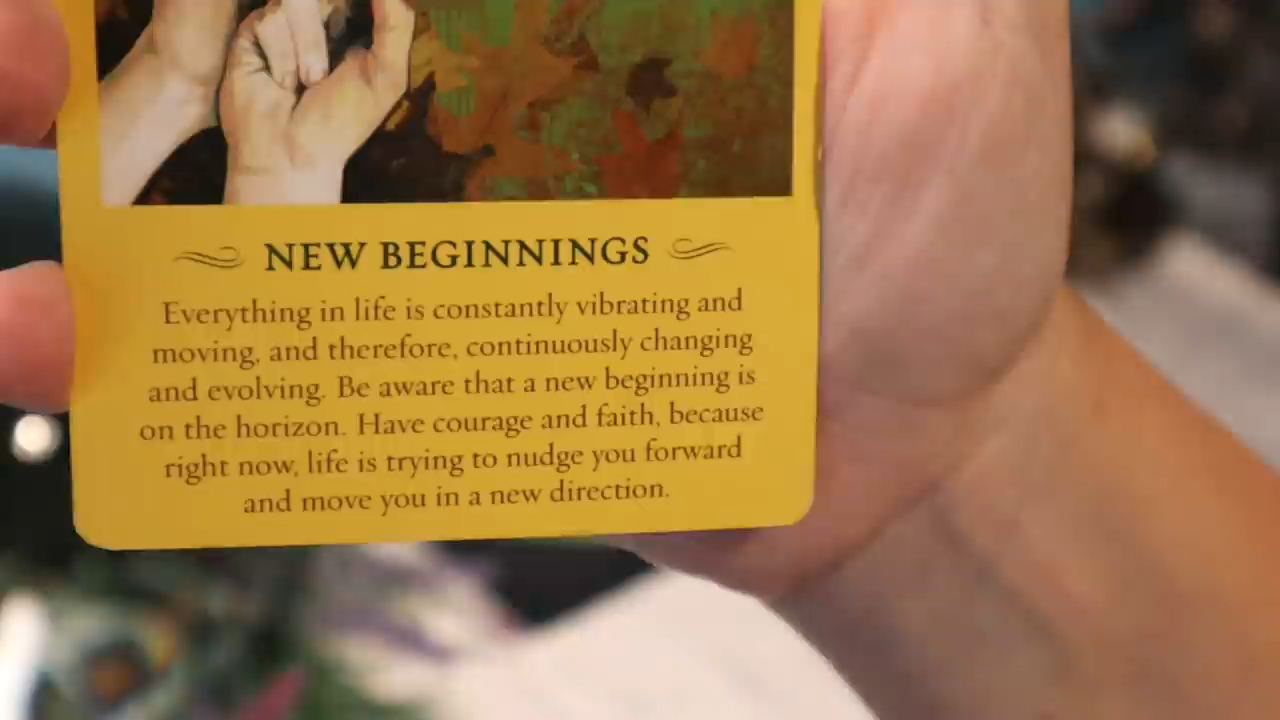 NEW BEGINNINGS
Everything in life is constantly vibrating and
moving, and therefore, continuously changing
and evolving. Be aware that a new beginning is
on the horizon. Have courage and faith, because
right now, life is trying to nudge you forward
and move you in a new direction.